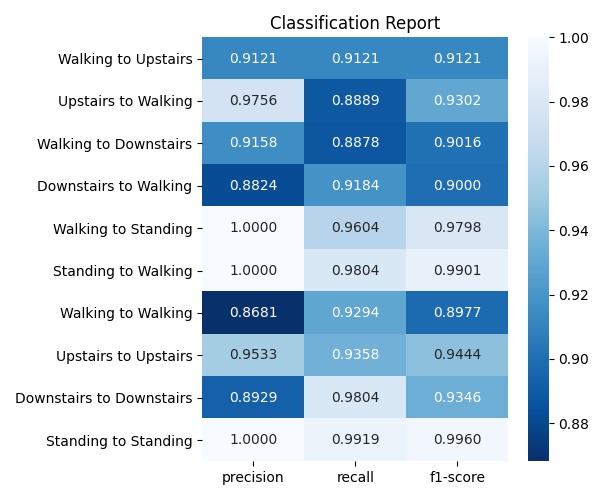 Classification Report
Walking to Upstairs 0.9121 0.9121 0.9121
Upstairs to Walking 0.9756 0.8889 0.9302
Walking to Downstairs 0.9158 0.8878 0.9016
Downstairs to Walking 0.8824 0.9184 0.9000
Walking to Standing 1.0000 0.9604 0.9798
Standing to Walking 1.0000 0.9804 0.9901
Walking to Walking 0.8681 0.9294 0.8977
Upstairs to Upstairs 0.9533 0.9358 0.9444
Downstairs to Downstairs 0.8929 0.9804 0.9346
Standing to Standing 1.0000 0.9919 0.9960
precision recall f1-score
1.00
0.98
0.96
0.94
0.92
0.90
0.88